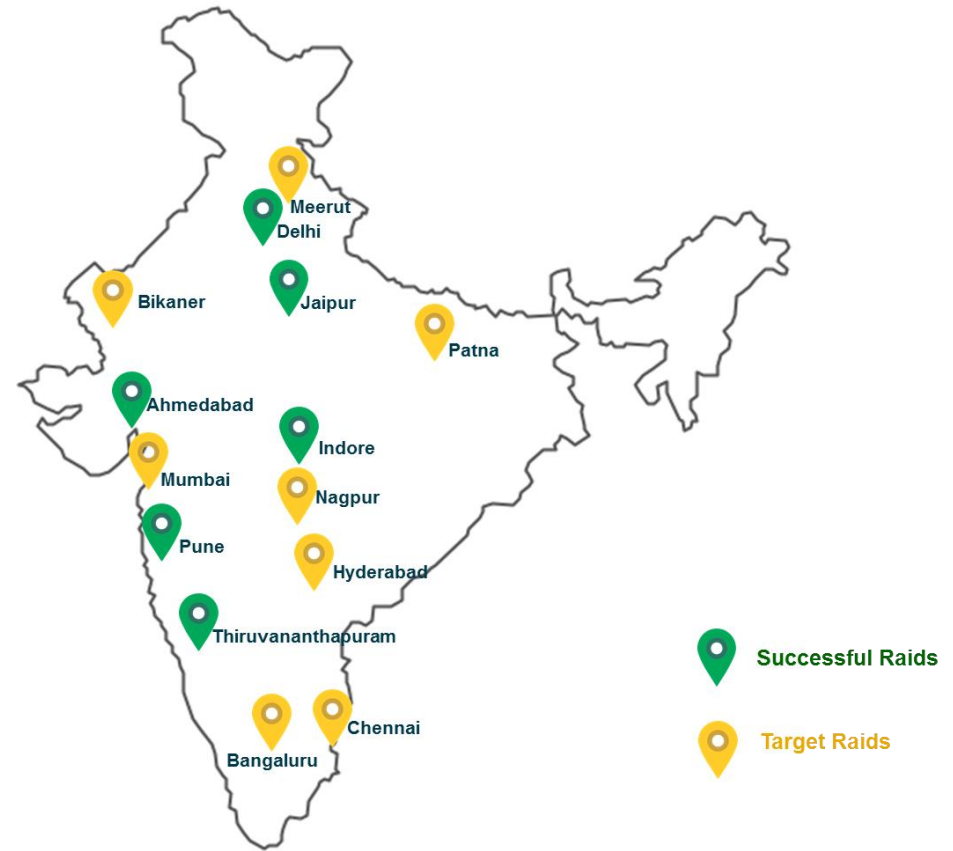 Meerut
Delhi
Bikaner
Jaipur
Patna
Ahmedabad
Indore
Mumbai
Nagpur
Pune
Hyderabad
Thiruvananthapuram
Successful Raids
Chennai
Target Raids
Bangaluru